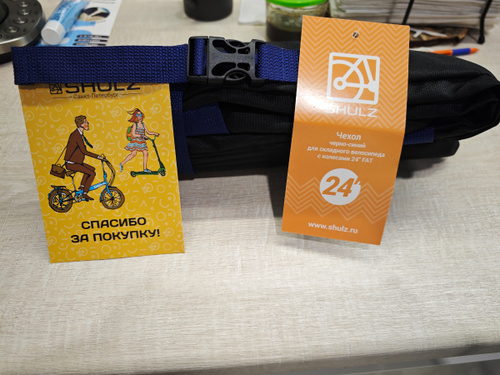 SHULZ
Санкт-Петербург
СПАСИБО
ЗА ПОКУПКУ!
SHULZ
Чехол
черно-синий
для складного велосипеда
с колесами 24" FAT
24"
www.shulz.ru